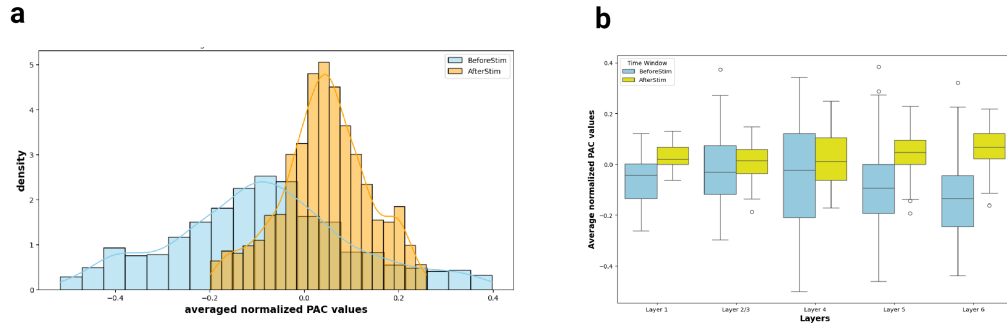 a
b
BeforeStim
AfterStim
5
4
3
2
1
0
density
−0.4
−0.2
0.0
0.2
0.4
averaged normalized PAC values
Time Window
BeforeStim
AfterStim
0.4
0.2
0.0
−0.2
−0.4
Average normalized PAC values
Layer 1
Layer 2/3
Layer 4
Layer 5
Layer 6
Layers